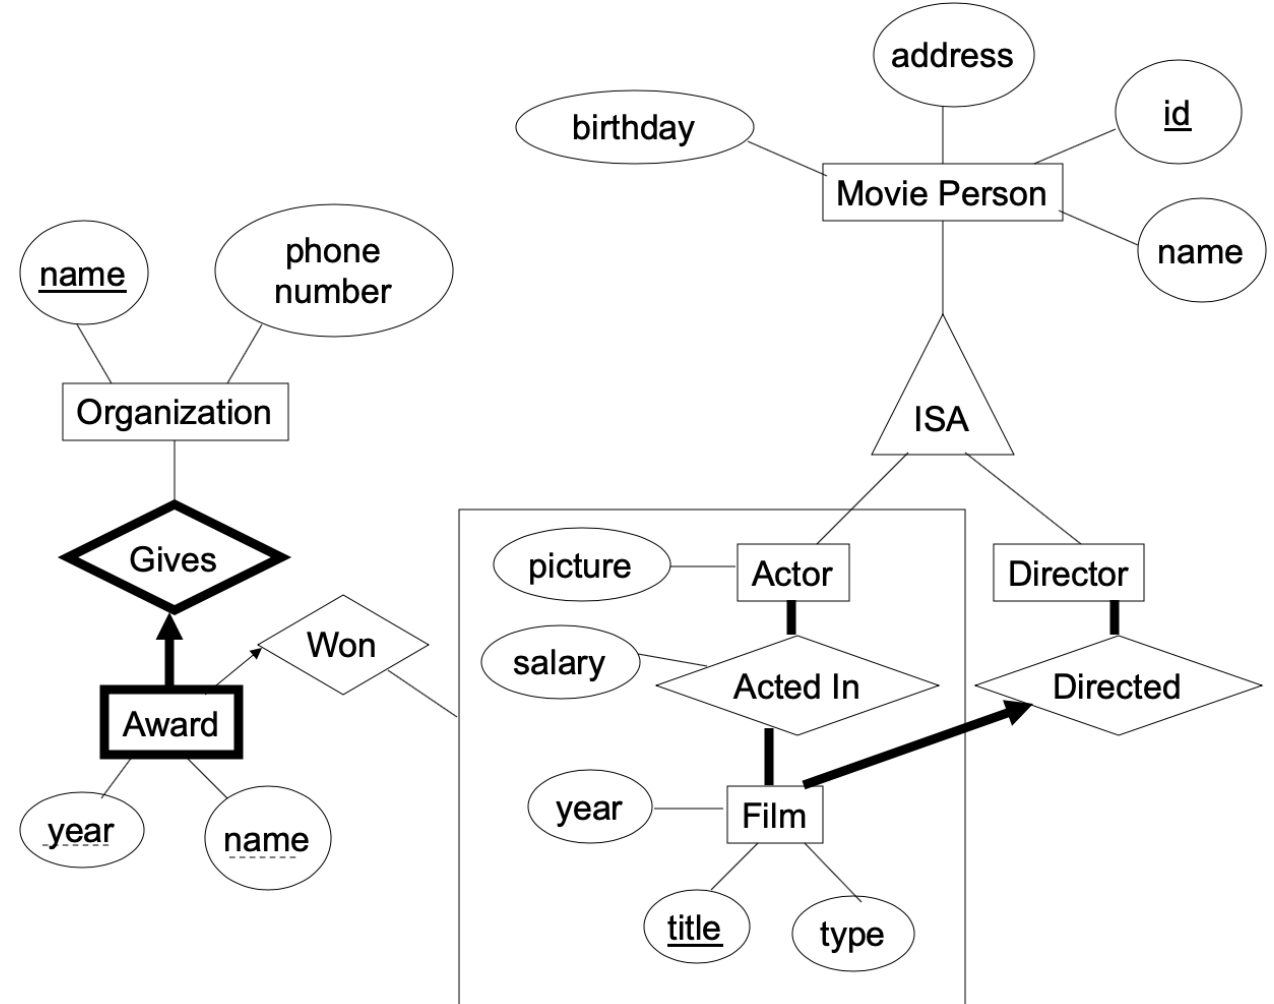 address
birthday
id
Movie Person
name
name
phone
number
Organization
ISA
Gives
picture
Actor
Director
Won
salary
Acted In
Directed
Award
year
Film
year
name
title
type